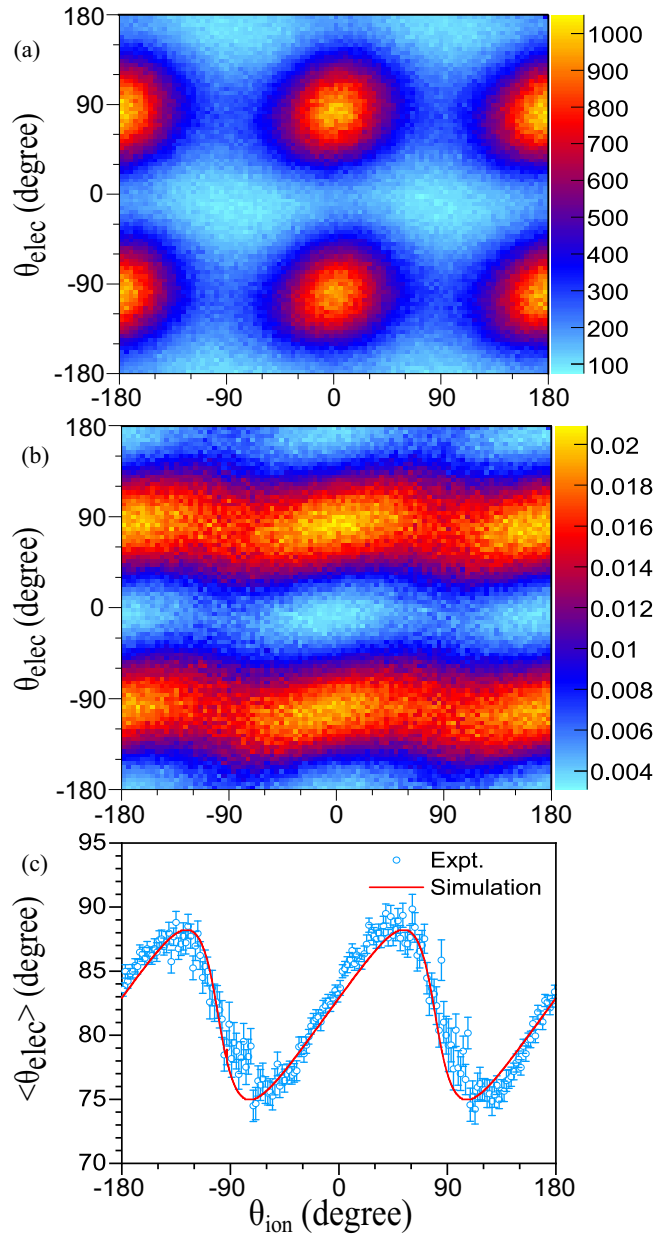 (a)
θelec (degree)
180
90
0
-90
-180
-180 -90 0 90 180
1000
900
800
700
600
500
400
300
200
100
(b)
θelec (degree)
180
90
0
-90
-180
-180 -90 0 90 180
0.02
0.018
0.016
0.014
0.012
0.01
0.008
0.006
0.004
(c)
<θelec> (degree)
95
90
85
80
75
70
Expt.
Simulation
-180 -90 0 90 180
θion (degree)